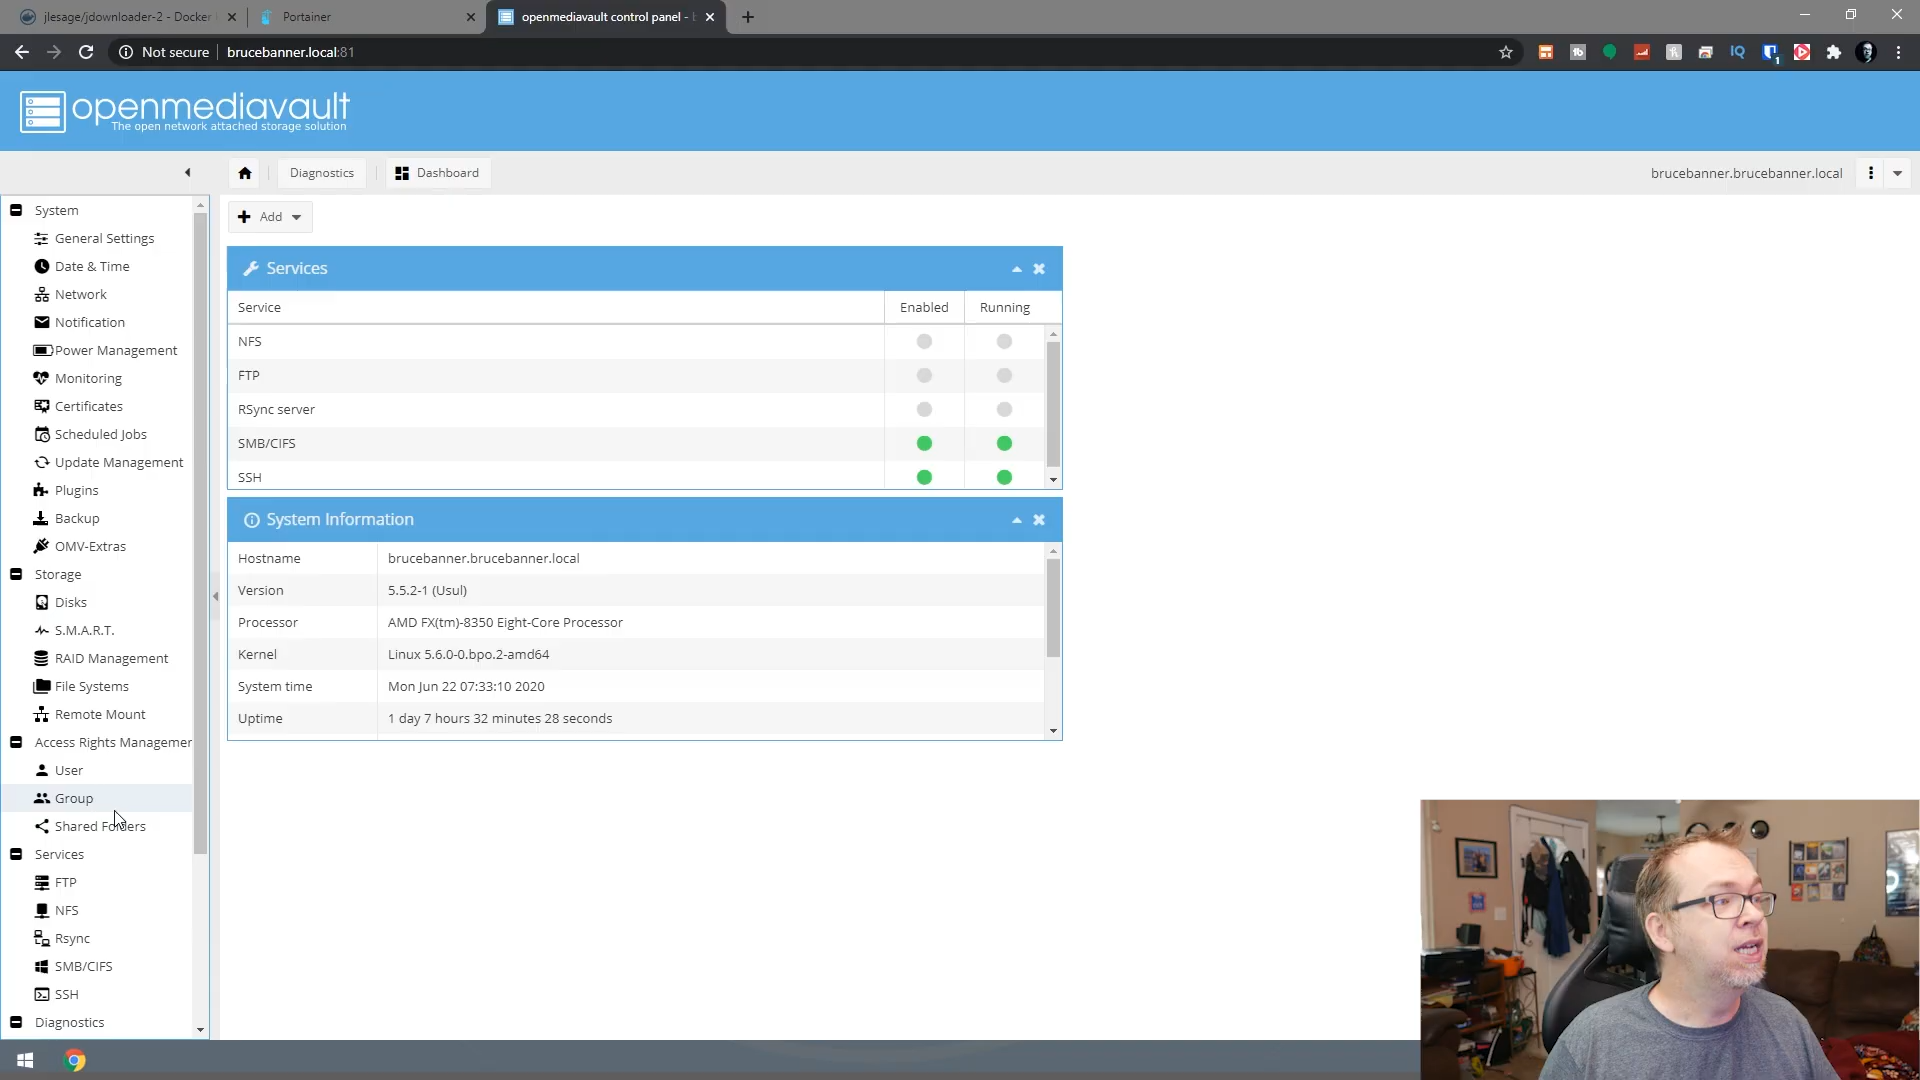 jlesage/jdownloader-2 - Docker
Portainer
openmediavault control panel -
Not secure
brucebanner.local:81
IQ
1
openmediavault
The open network attached storage solution
Diagnostics
Dashboard
brucebanner.brucebanner.local
System
General Settings
Date & Time
Network
Notification
Power Management
Monitoring
Certificates
Scheduled Jobs
Update Management
Plugins
Backup
OMV-Extras
Storage
Disks
S.M.A.R.T.
RAID Management
File Systems
Remote Mount
Access Rights Managemer
User
Group
Shared Folders
Services
FTP
NFS
Rsync
SMB/CIFS
SSH
Diagnostics
Add
Services
Service Enabled Running
NFS
FTP
RSync server
SMB/CIFS
SSH
System Information
Hostname brucebanner.brucebanner.local
Version 5.5.2-1 (Usul)
Processor AMD FX(tm)-8350 Eight-Core Processor
Kernel Linux 5.6.0-0.bpo.2-amd64
System time Mon Jun 22 07:33:10 2020
Uptime 1 day 7 hours 32 minutes 28 seconds